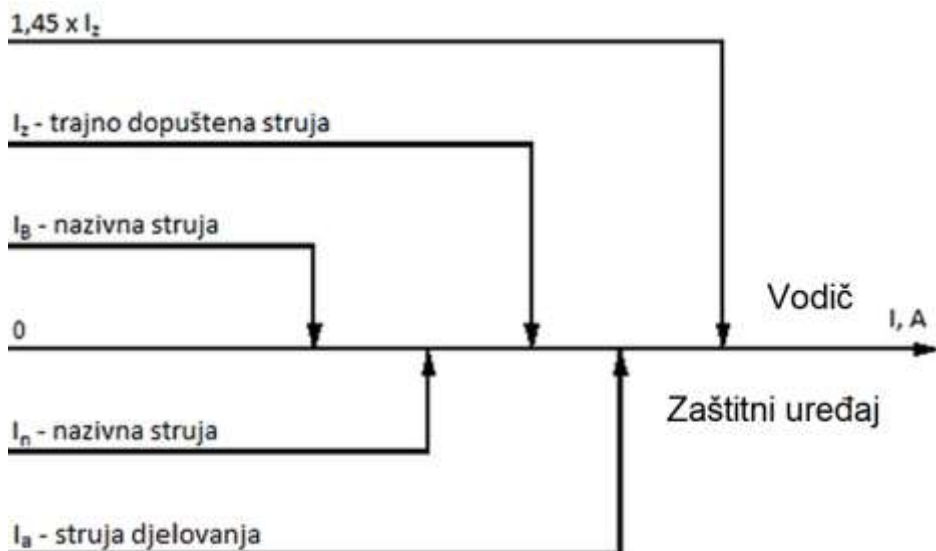 1,45 x Iz
Iz - trajno dopuštena struja
IB - nazivna struja
Vodič
0
I, A
Zaštitni uređaj
In - nazivna struja
Ia - struja djelovanja